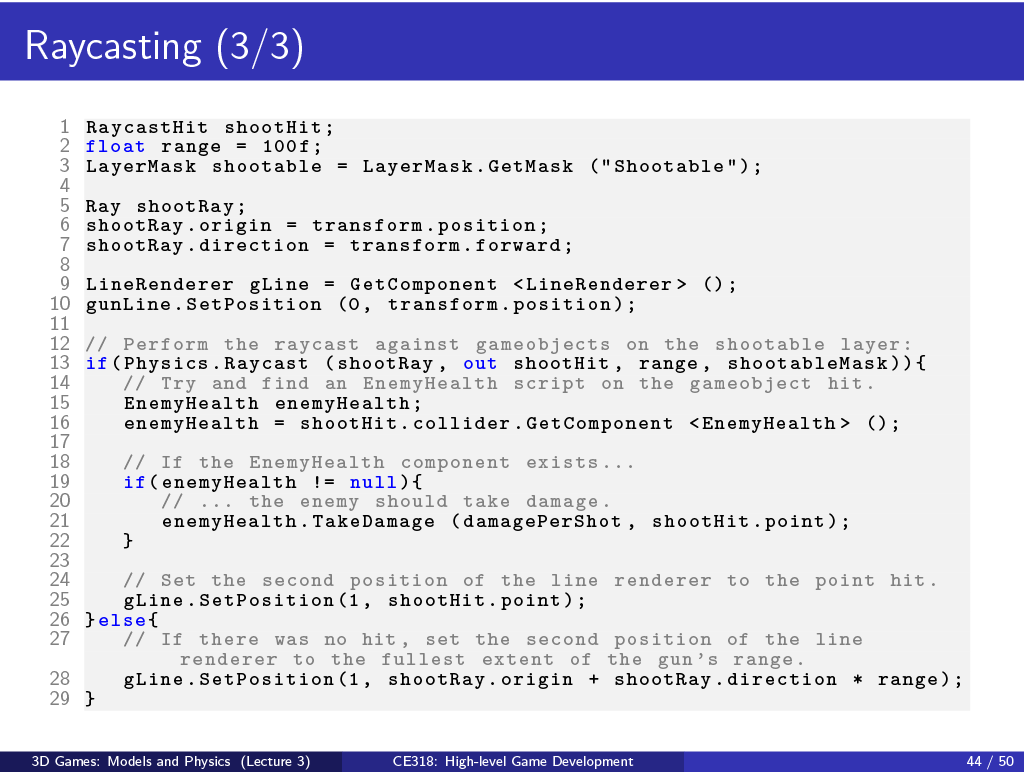 Raycasting (3/3)
1 RaycastHit shootHit;
2 float range = 100f;
3 LayerMask shootable = LayerMask.GetMask ("Shootable");
4
5 Ray shootRay;
6 shootRay.origin = transform.position;
7 shootRay.direction = transform.forward;
8
9 LineRenderer gLine = GetComponent <LineRenderer> ();
10 gunLine.SetPosition (0, transform.position);
11
12 // Perform the raycast against gameobjects on the shootable layer:
13 if(Physics.Raycast (shootRay, out shootHit, range, shootableMask)){
14 // Try and find an EnemyHealth script on the gameobject hit.
15 EnemyHealth enemyHealth;
16 enemyHealth = shootHit.collider.GetComponent <EnemyHealth> ();
17
18 // If the EnemyHealth component exists...
19 if(enemyHealth != null){
20 // ... the enemy should take damage.
21 enemyHealth.TakeDamage (damagePerShot, shootHit.point);
22 }
23
24 // Set the second position of the line renderer to the point hit.
25 gLine.SetPosition(1, shootHit.point);
26 }else{
27 // If there was no hit, set the second position of the line
renderer to the fullest extent of the gun's range.
28 gLine.SetPosition(1, shootRay.origin + shootRay.direction * range);
29 }
3D Games: Models and Physics (Lecture 3) CE318: High-level Game Development 44 / 50